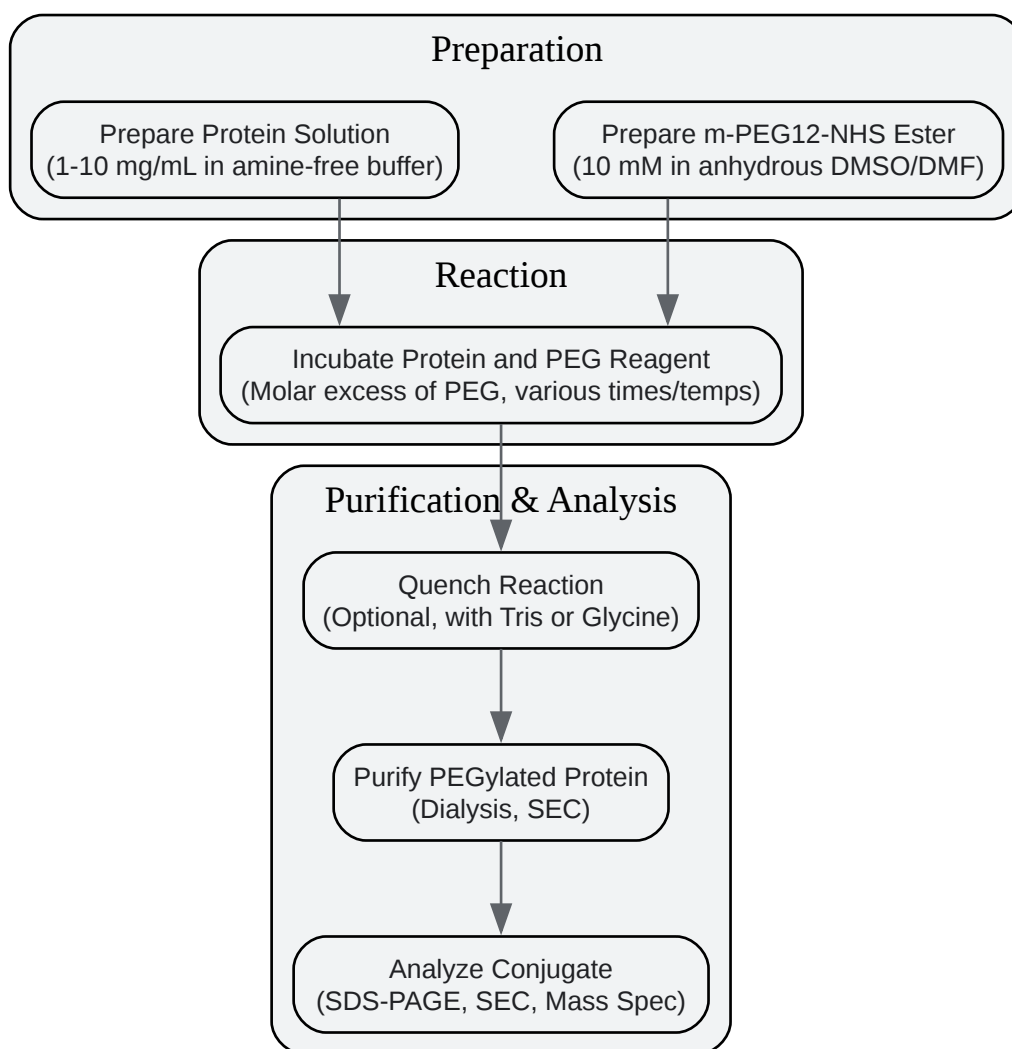 Preparation
Prepare Protein Solution
(1-10 mg/mL in amine-free buffer)
Prepare m-PEG12-NHS Ester
(10 mM in anhydrous DMSO/DMF)
Reaction
Incubate Protein and PEG Reagent
(Molar excess of PEG, various times/temps)
Purification & Analysis
Quench Reaction
(Optional, with Tris or Glycine)
Purify PEGylated Protein
(Dialysis, SEC)
Analyze Conjugate
(SDS-PAGE, SEC, Mass Spec)